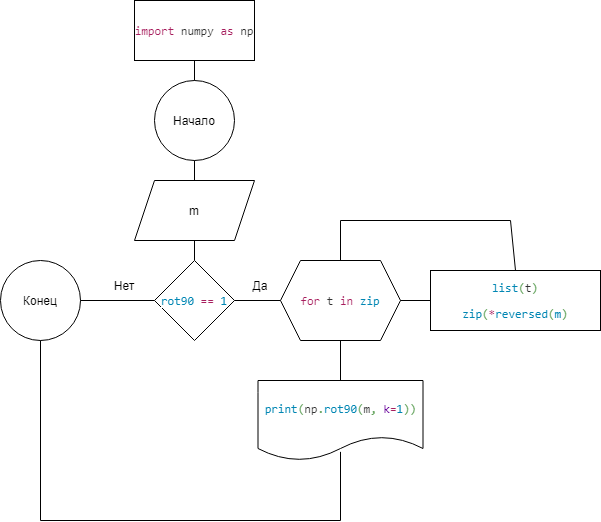 import numpy as np
Начало
m
Нет
rot90 == 1
Да
Конец
for t in zip
list(t)
zip(*reversed(m)
print(np.rot90(m, k=1))